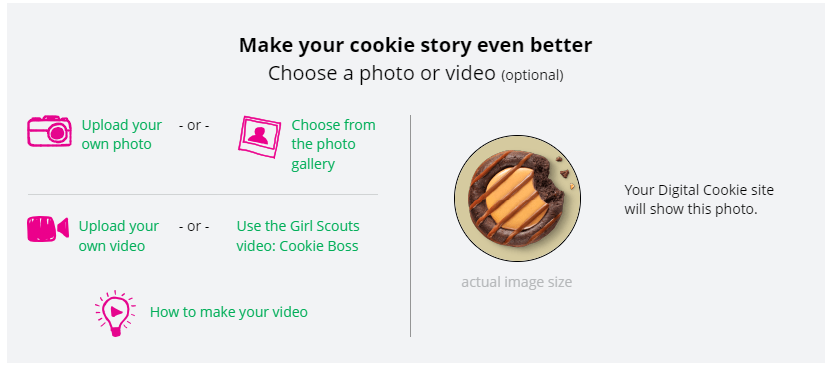 Make your cookie story even better
Choose a photo or video (optional)
Upload your
own photo
- or -
Choose from
the photo
gallery
Upload your
own video
- or -
Use the Girl Scouts
video: Cookie Boss
How to make your video
actual image size
Your Digital Cookie site
will show this photo.